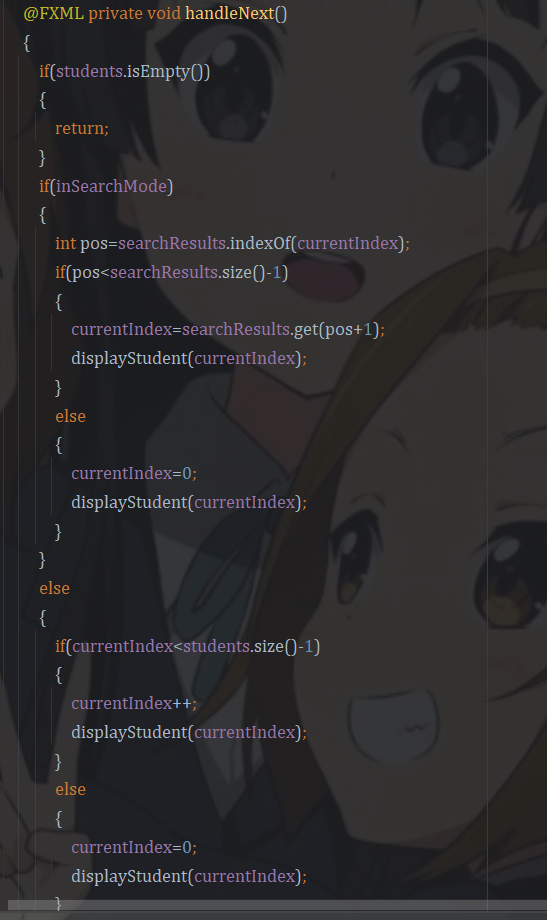 @FXML private void handleNext()
{
if(students.isEmpty())
{
return;
}
if(inSearchMode)
{
int pos=searchResults.indexOf(currentIndex);
if(pos<searchResults.size()-1)
{
currentIndex=searchResults.get(pos+1);
displayStudent(currentIndex);
}
else
{
currentIndex=0;
displayStudent(currentIndex);
}
}
else
{
if(currentIndex<students.size()-1)
{
currentIndex++;
displayStudent(currentIndex);
}
else
{
currentIndex=0;
displayStudent(currentIndex);
}